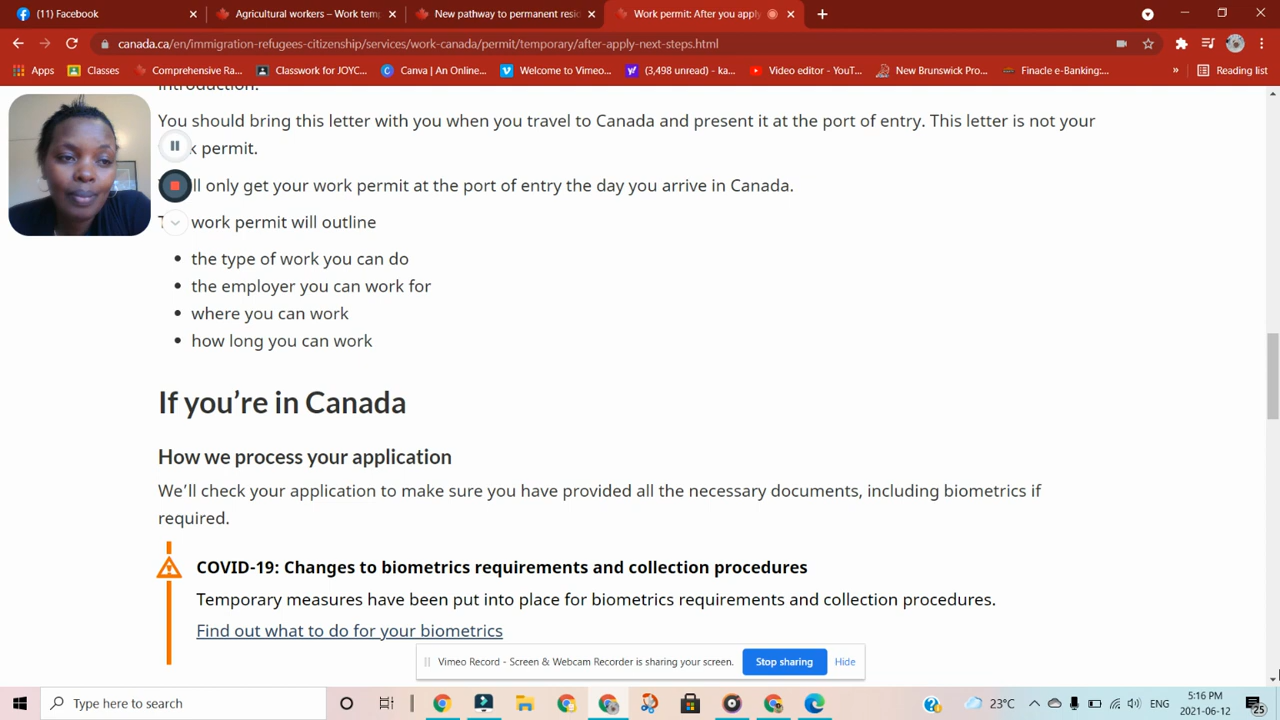 (11) Facebook
Agricultural workers – Work tem
New pathway to permanent resi
Work permit: After you apply
canada.ca/en/immigration-refugees-citizenship/services/work-canada/permit/temporary/after-apply-next-steps.html
Apps Classes Comprehensive Ra... Classwork for JOYC... Canva | An Online... Welcome to Vimeo... (3,498 unread) - ka... Video editor - YouT... New Brunswick Pro... Finacle e-Banking:... » Reading list
introduction.
You should bring this letter with you when you travel to Canada and present it at the port of entry. This letter is not your
k permit.
ll only get your work permit at the port of entry the day you arrive in Canada.
T work permit will outline
• the type of work you can do
• the employer you can work for
• where you can work
• how long you can work
If you're in Canada
How we process your application
We'll check your application to make sure you have provided all the necessary documents, including biometrics if
required.
COVID-19: Changes to biometrics requirements and collection procedures
Temporary measures have been put into place for biometrics requirements and collection procedures.
Find out what to do for your biometrics
Vimeo Record - Screen & Webcam Recorder is sharing your screen. Stop sharing Hide
Type here to search
23°C ENG 5:16 PM
2021-06-12
25